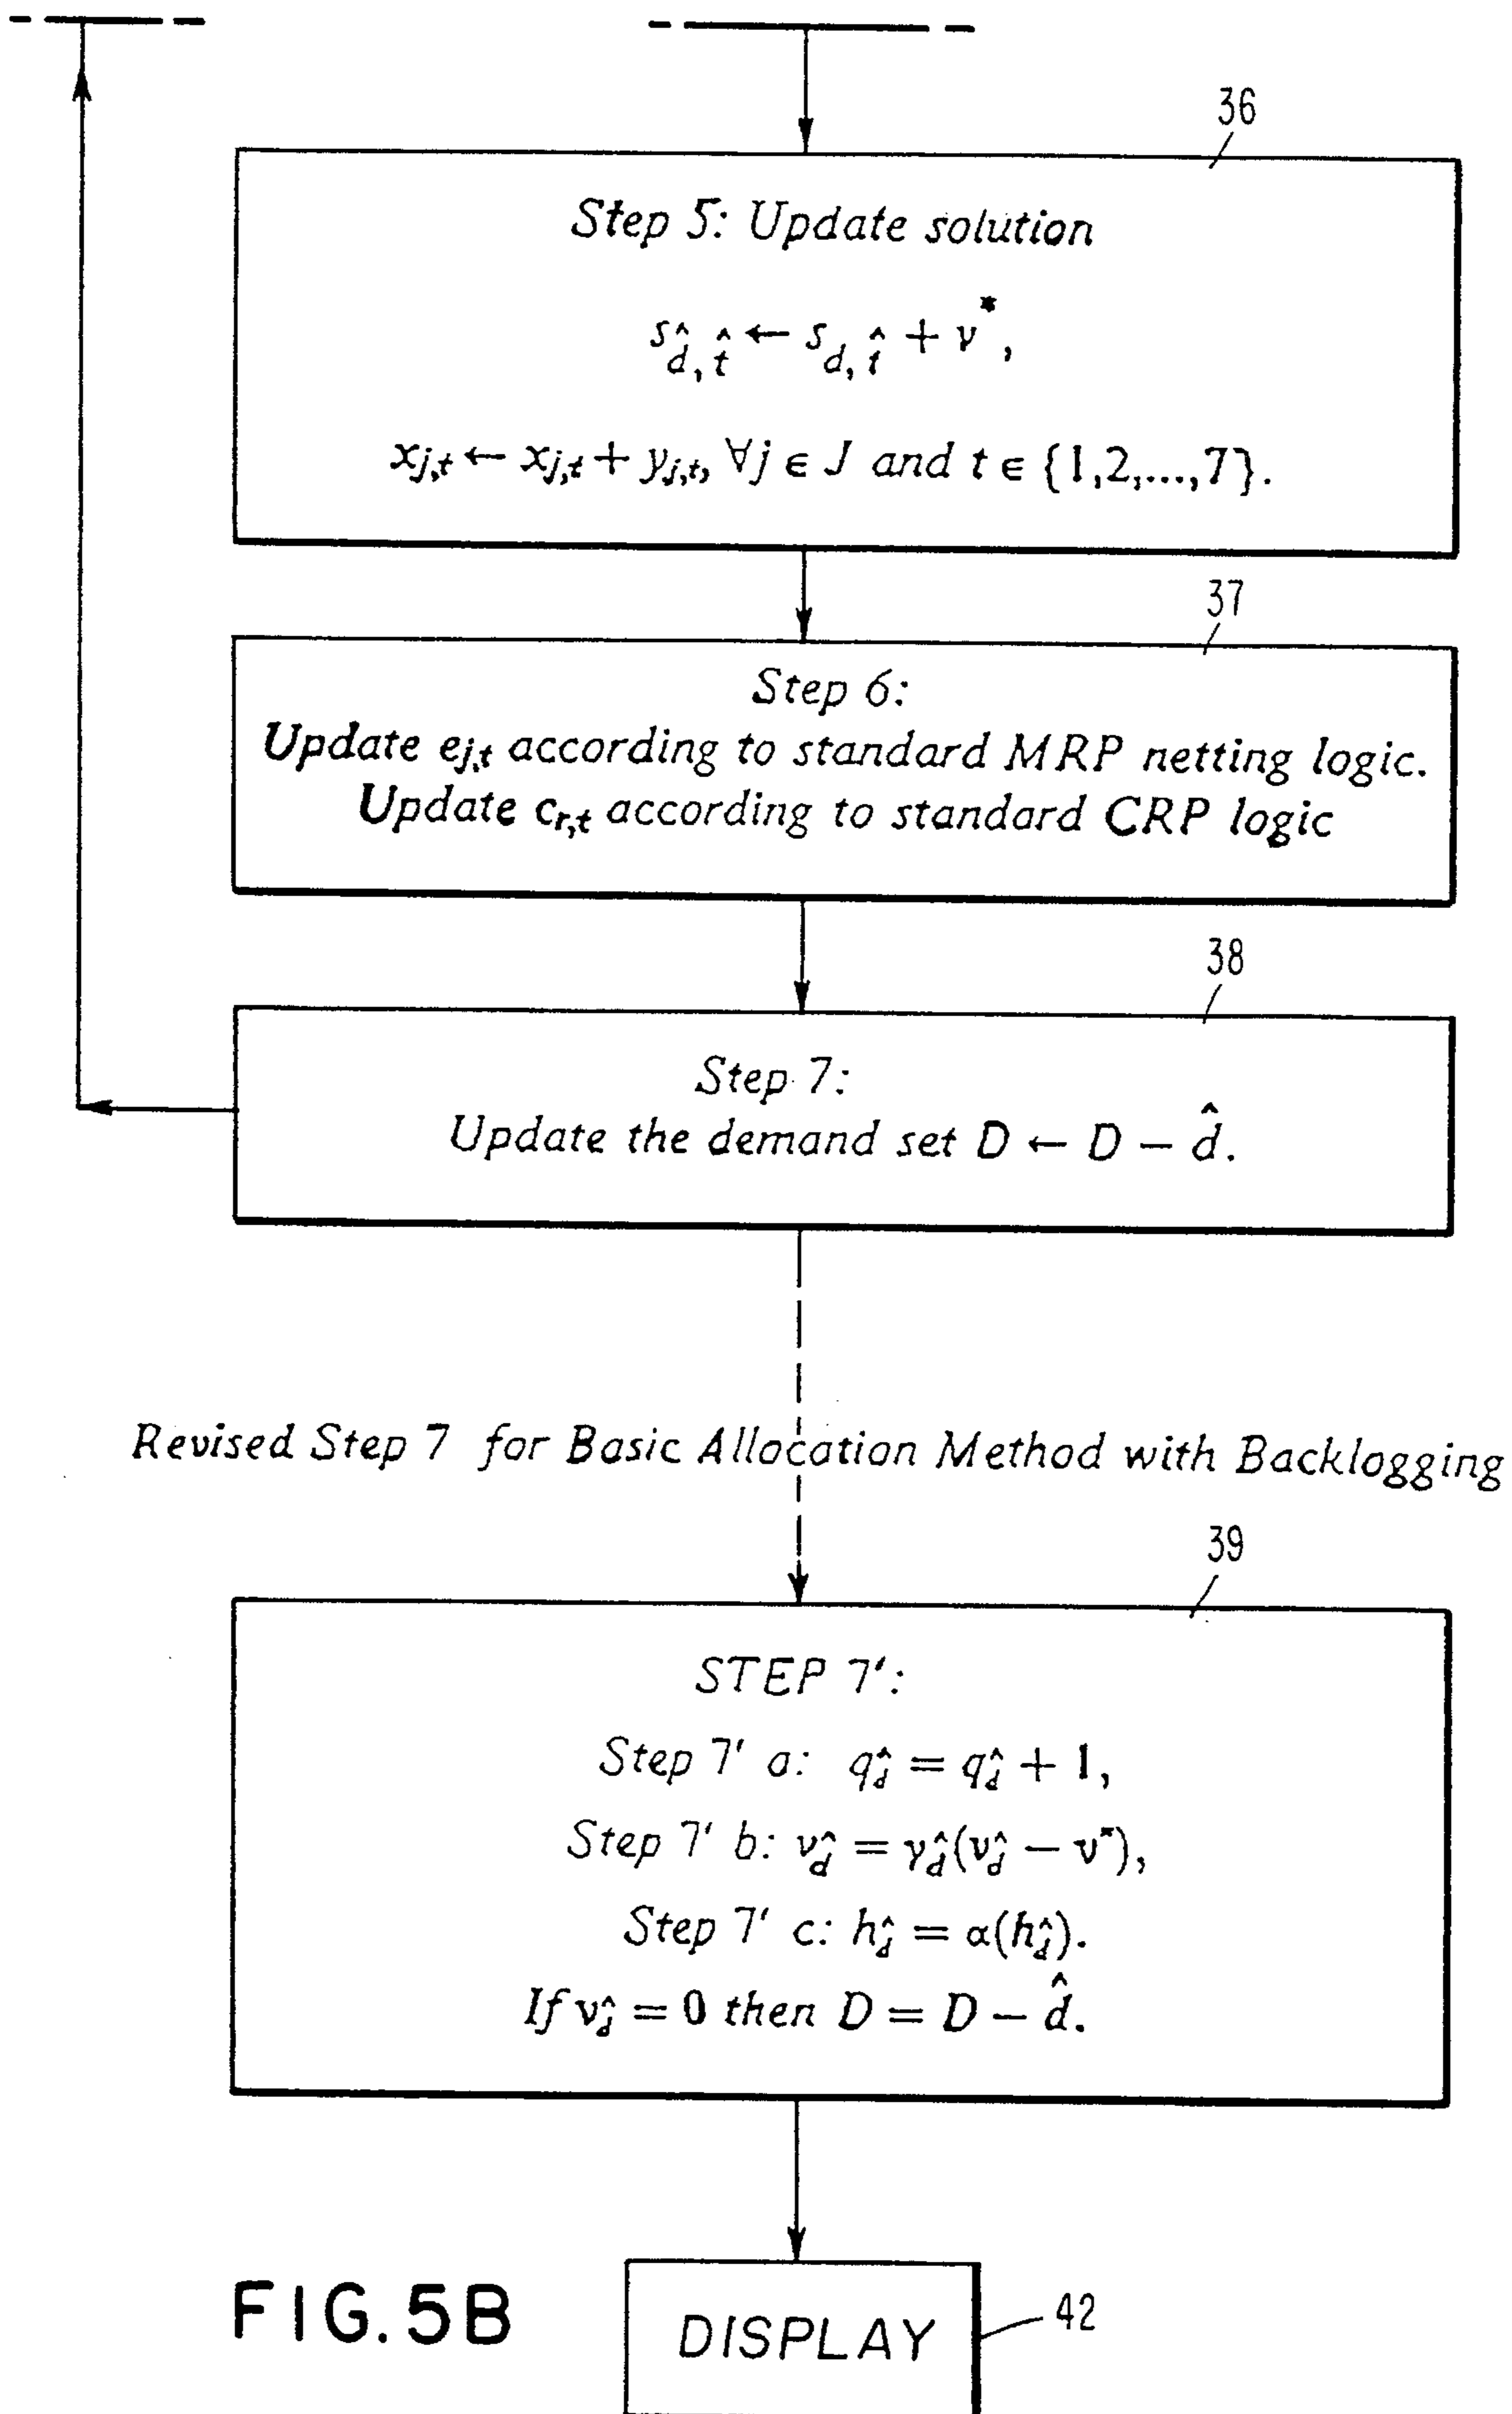 36
Step 5: Update solution
s_{d̂, t̂} ← s_{d, t̂} + ν*,
x_{j,t} ← x_{j,t} + y_{j,t}, ∀j ∈ J and t ∈ {1,2,...,7}.
37
Step 6:
Update e_{j,t} according to standard MRP netting logic.
Update c_{r,t} according to standard CRP logic
38
Step 7:
Update the demand set D ← D − d̂.
Revised Step 7 for Basic Allocation Method with Backlogging
39
STEP 7′:
Step 7′ a: q_{d̂} = q_{d̂} + 1,
Step 7′ b: ν_{d̂} = γ_{d̂}(ν_{d̂} − ν*),
Step 7′ c: h_{d̂} = α(h_{d̂}).
If ν_{d̂} = 0 then D = D − d̂.
FIG. 5B
DISPLAY
42